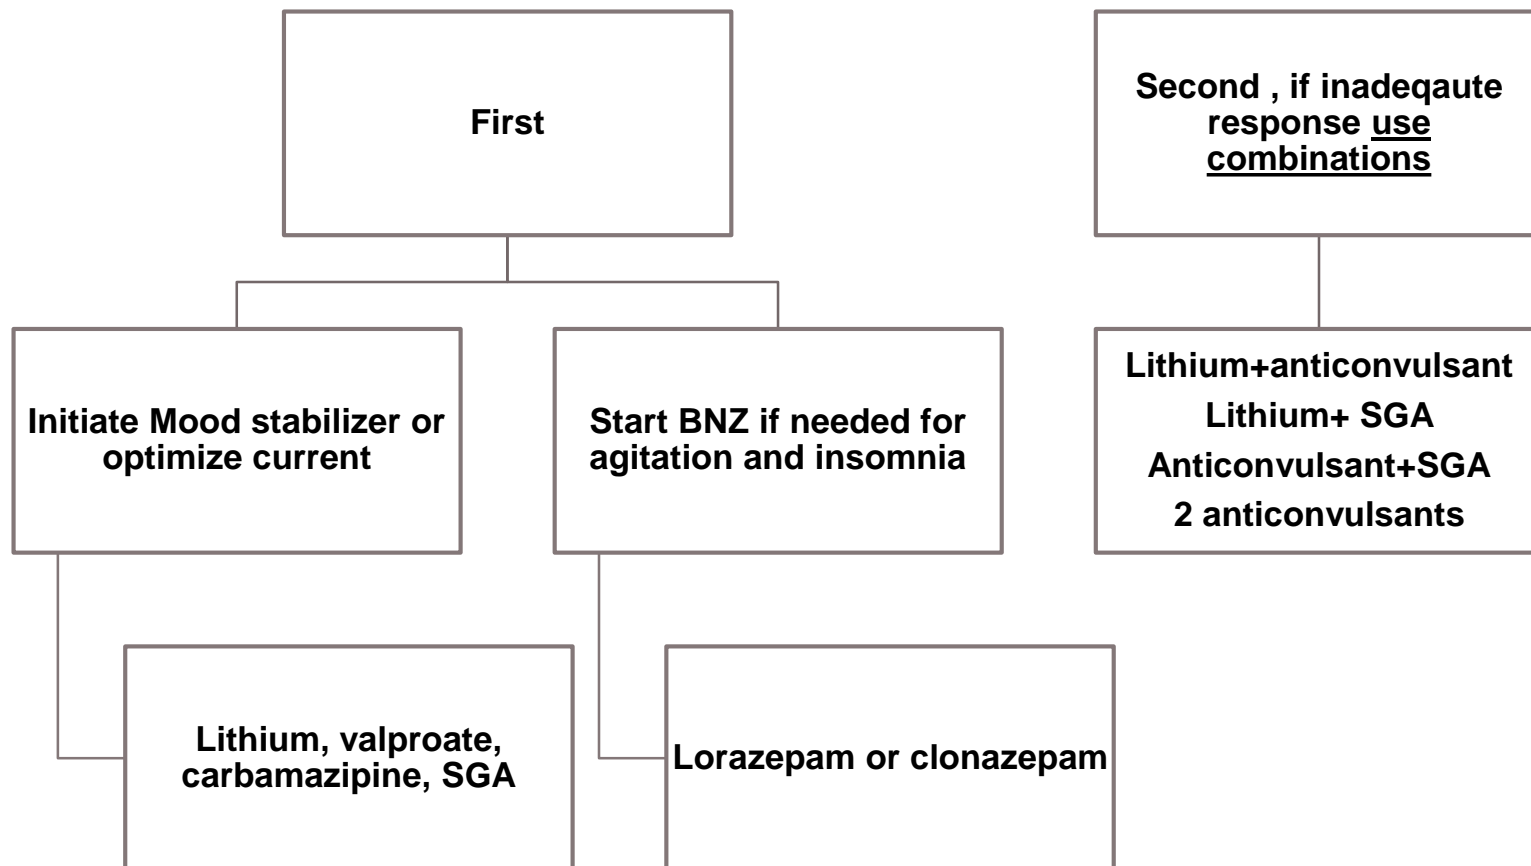 First
Second , if inadeqaute
response use
combinations
Initiate Mood stabilizer or
optimize current
Start BNZ if needed for
agitation and insomnia
Lithium+anticonvulsant
Lithium+ SGA
Anticonvulsant+SGA
2 anticonvulsants
Lithium, valproate,
carbamazipine, SGA
Lorazepam or clonazepam